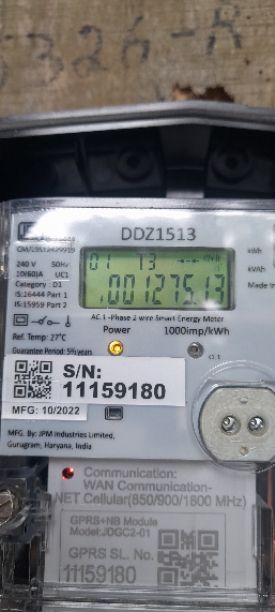 5326-A
DDZ1513
240 V 50Hz
10(60)A UC1
Category : D1
IS:16444 Part 1
IS:15959 Part 2
01 T3
00127513
kWh
kVAh
Made In
AC 1-Phase 2 wire Smart Energy Meter
Ref. Temp: 27°C
Power 1000imp/kWh
Guarantee Period: 5½years
S/N:
11159180
MFG: 10/2022
MFG. By: JPM Industries Limited,
Gurugram, Haryana, India
Communication:
WAN Communication-
NET Cellular(850/900/1800 MHz)
GPRS+NB Module
Model:JDGC2-01
GPRS SL. No.
11159180